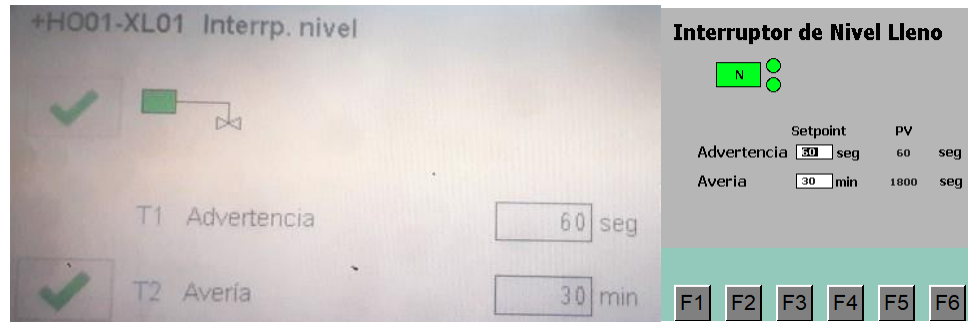 +HO01-XL01 Interrp. nivel
T1 Advertencia 60 seg
T2 Avería 30 min
Interruptor de Nivel Lleno
N
Setpoint PV
Advertencia 60 seg 60 seg
Averia 30 min 1800 seg
F1 F2 F3 F4 F5 F6